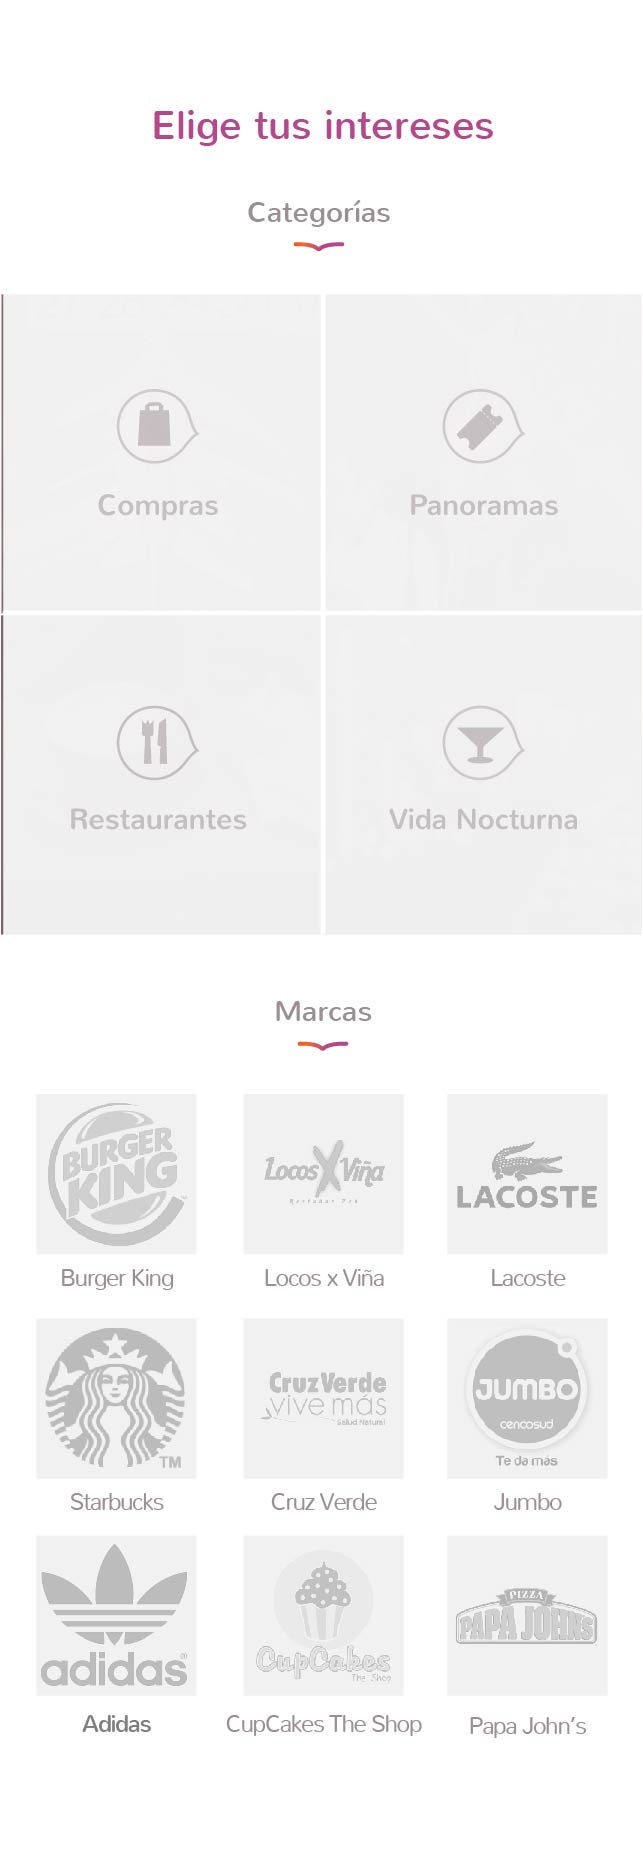 Elige tus intereses
Categorías
Compras
Panoramas
Restaurantes
Vida Nocturna
Marcas
BURGER
KING
™
Burger King
Locos X Viña
Locos x Viña
LACOSTE
Lacoste
TM
Starbucks
CruzVerde
vive más
Salud Natural
Cruz Verde
JUMBO
cencosud
Te da más
Jumbo
adidas®
Adidas
CupCakes
The Shop
CupCakes The Shop
PIZZA
PAPA JOHNS
Papa John's